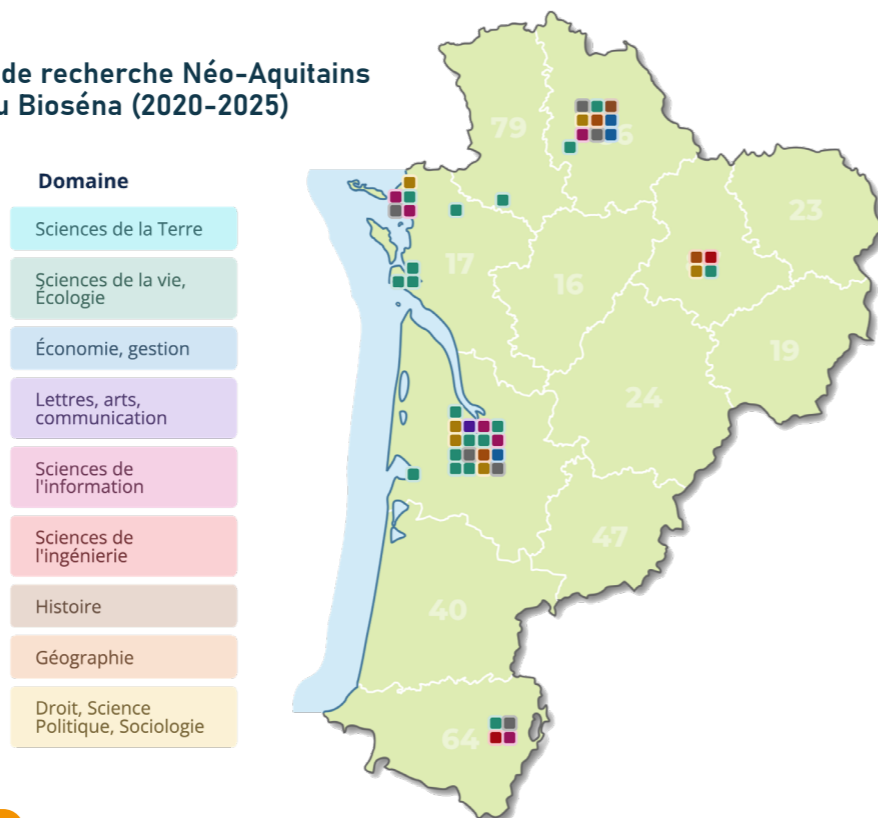 de recherche Néo-Aquitains
u Bioséna (2020-2025)
Domaine
Sciences de la Terre
Sciences de la vie,
Écologie
Économie, gestion
Lettres, arts,
communication
Sciences de
l'information
Sciences de
l'ingénierie
Histoire
Géographie
Droit, Science
Politique, Sociologie
79
6
23
17
16
19
24
47
40
64